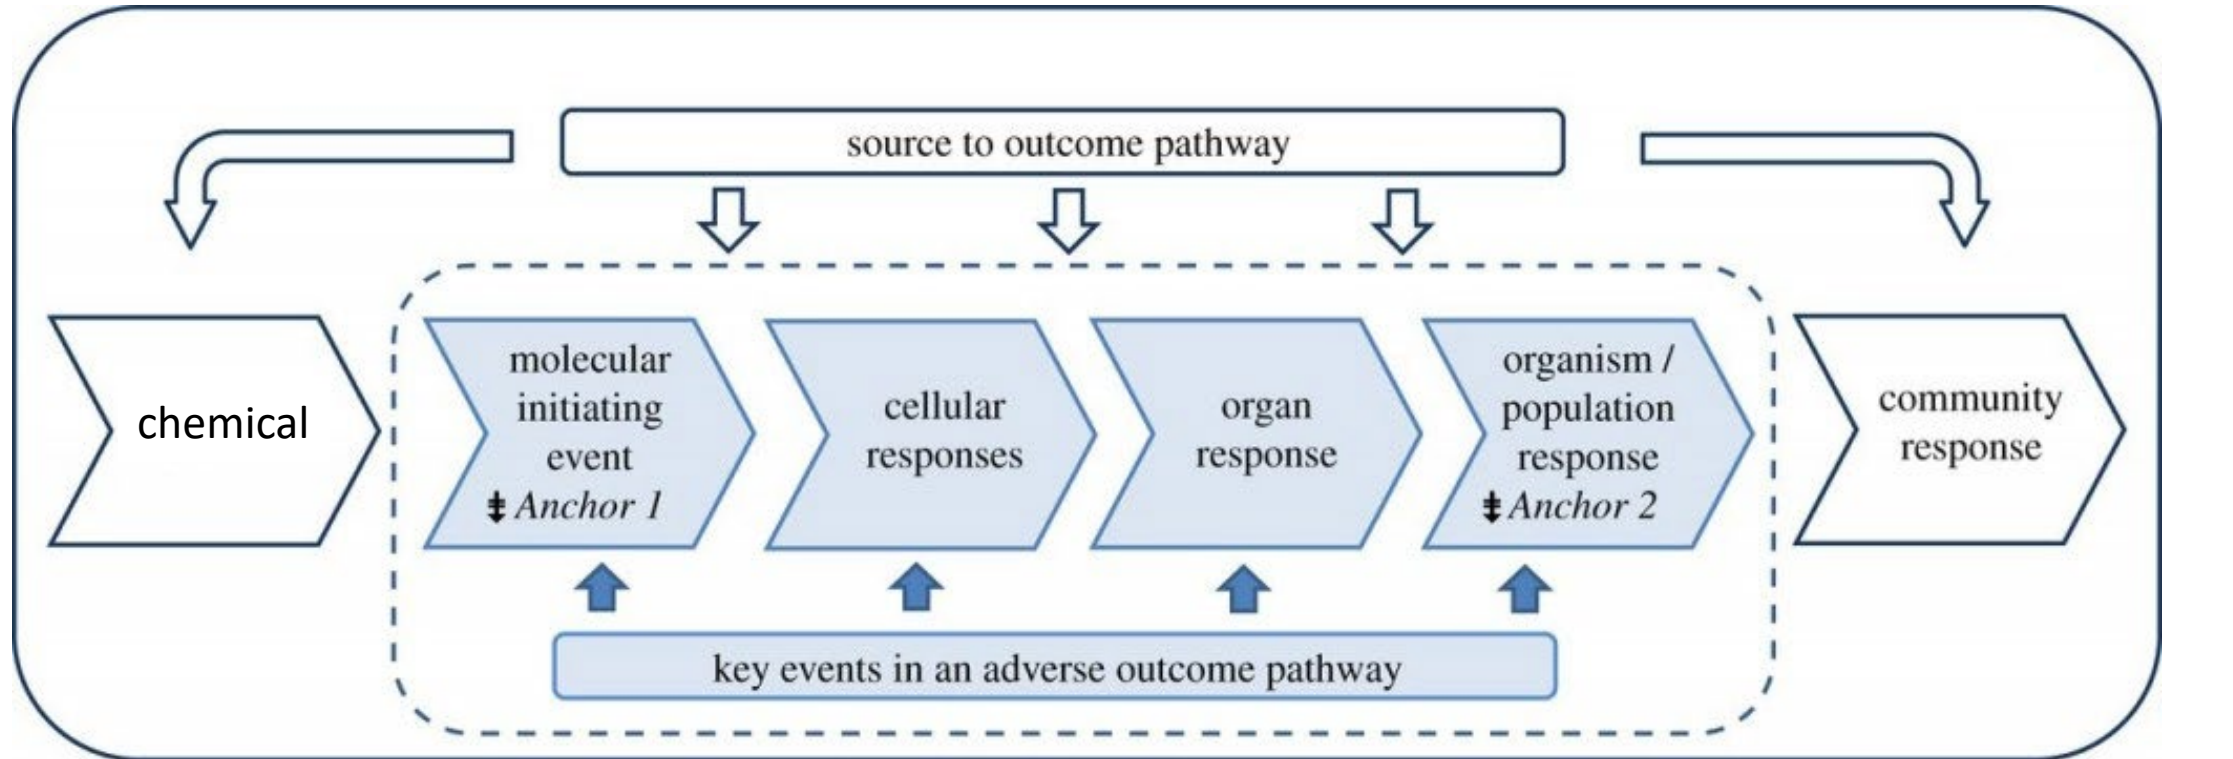 source to outcome pathway
chemical
molecular
initiating
event
⯯ Anchor 1
cellular
responses
organ
response
organism /
population
response
⯯ Anchor 2
community
response
key events in an adverse outcome pathway